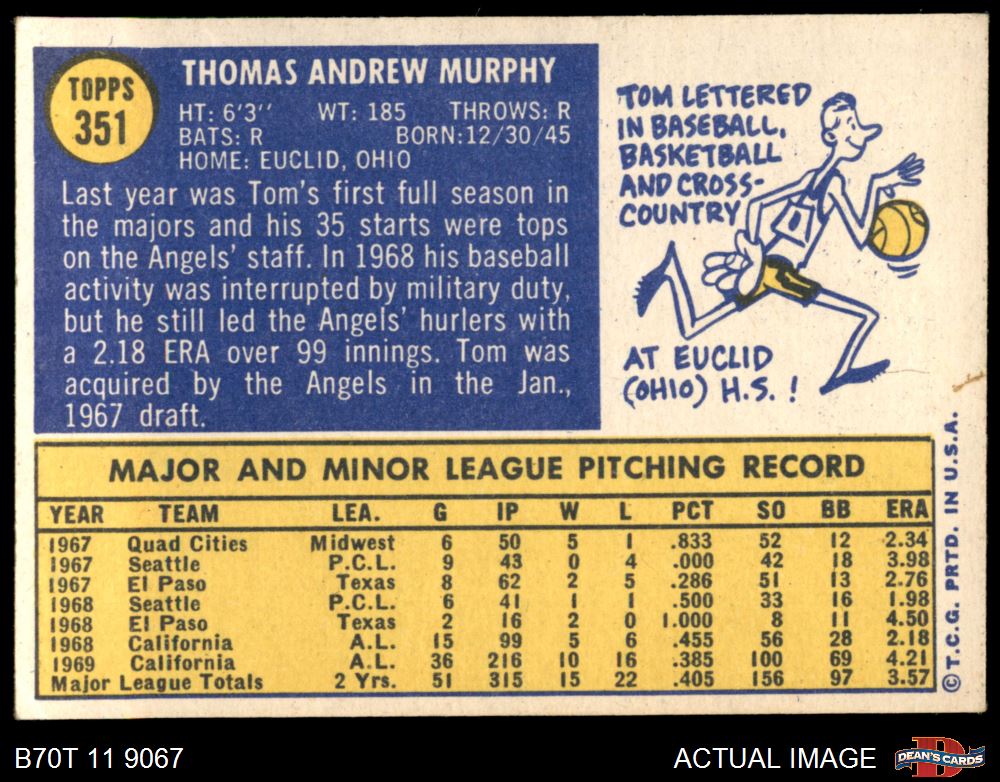 TOPPS
351
THOMAS ANDREW MURPHY
HT: 6'3'' WT: 185 THROWS: R
BATS: R BORN:12/30/45
HOME: EUCLID, OHIO
Last year was Tom's first full season in
the majors and his 35 starts were tops
on the Angels' staff. In 1968 his baseball
activity was interrupted by military duty,
but he still led the Angels' hurlers with
a 2.18 ERA over 99 innings. Tom was
acquired by the Angels in the Jan.,
1967 draft.
TOM LETTERED
IN BASEBALL,
BASKETBALL
AND CROSS-
COUNTRY
AT EUCLID
(OHIO) H.S. !
MAJOR AND MINOR LEAGUE PITCHING RECORD
YEAR TEAM LEA. G IP W L PCT SO BB ERA
1967 Quad Cities Midwest 6 50 5 1 .833 52 12 2.34
1967 Seattle P.C.L. 9 43 0 4 .000 42 18 3.98
1967 El Paso Texas 8 62 2 5 .286 51 13 2.76
1968 Seattle P.C.L. 6 41 1 1 .500 33 16 1.98
1968 El Paso Texas 2 16 2 0 1.000 8 11 4.50
1968 California A.L. 15 99 5 6 .455 56 28 2.18
1969 California A.L. 36 216 10 16 .385 100 69 4.21
Major League Totals 2 Yrs. 51 315 15 22 .405 156 97 3.57
© T.C.G. PRTD. IN U.S.A.
B70T 11 9067
ACTUAL IMAGE
DEAN'S CARDS